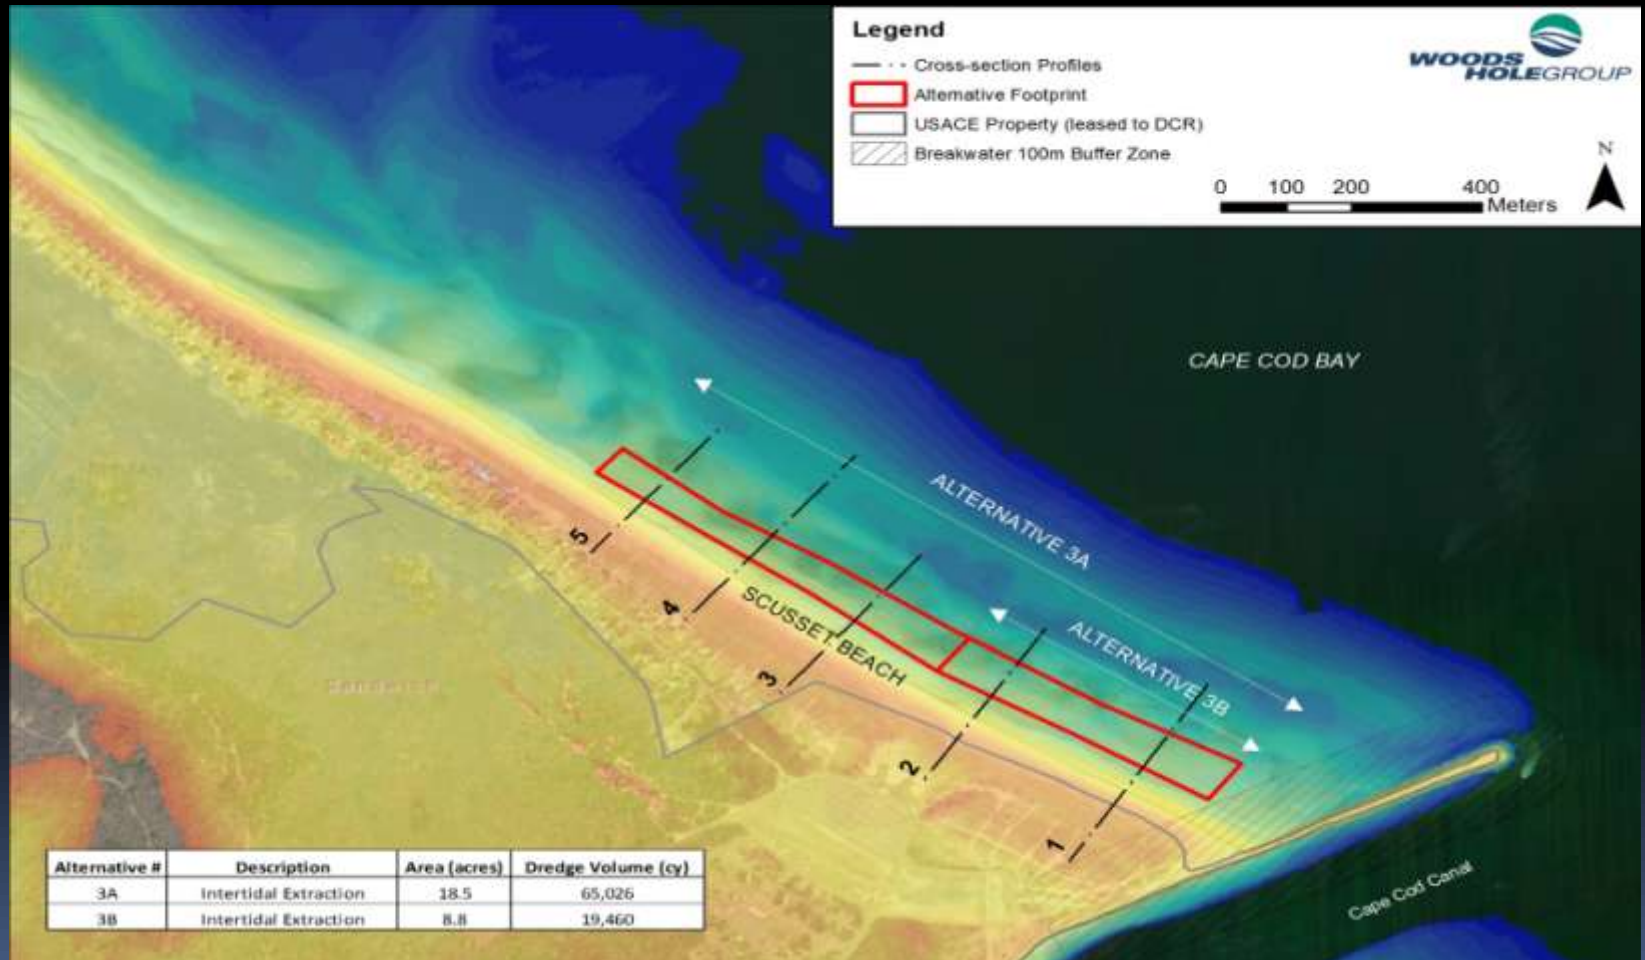 Legend
Cross-section Profiles
Alternative Footprint
USACE Property (leased to DCR)
Breakwater 100m Buffer Zone
WOODS
HOLEGROUP
N
0 100 200 400
Meters
CAPE COD BAY
ALTERNATIVE 3A
ALTERNATIVE 3B
SCUSSET BEACH
5
4
3
2
1
Cape Cod Canal
Alternative # Description Area (acres) Dredge Volume (cy)
3A Intertidal Extraction 18.5 65,026
3B Intertidal Extraction 8.8 19,460